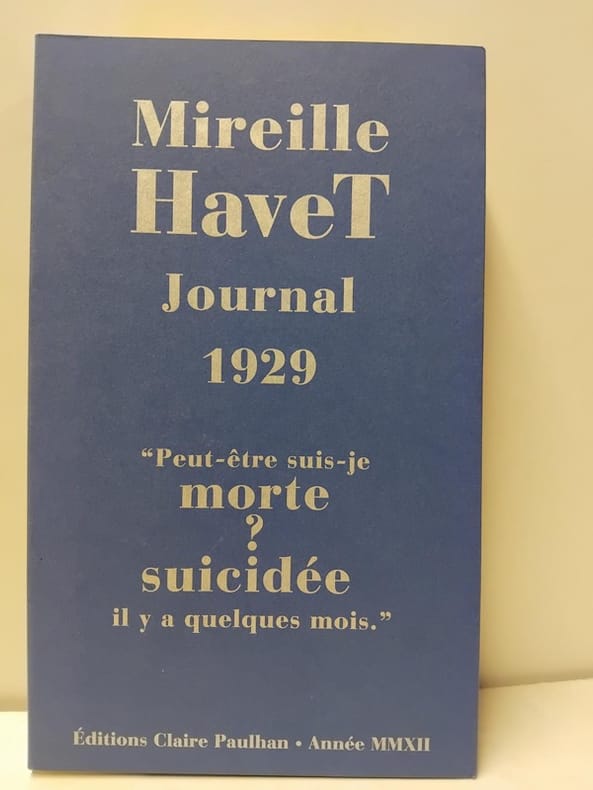 Mireille
HaveT
Journal
1929
“Peut-être suis-je
morte
?
suicidée
il y a quelques mois.”
Éditions Claire Paulhan • Année MMXII